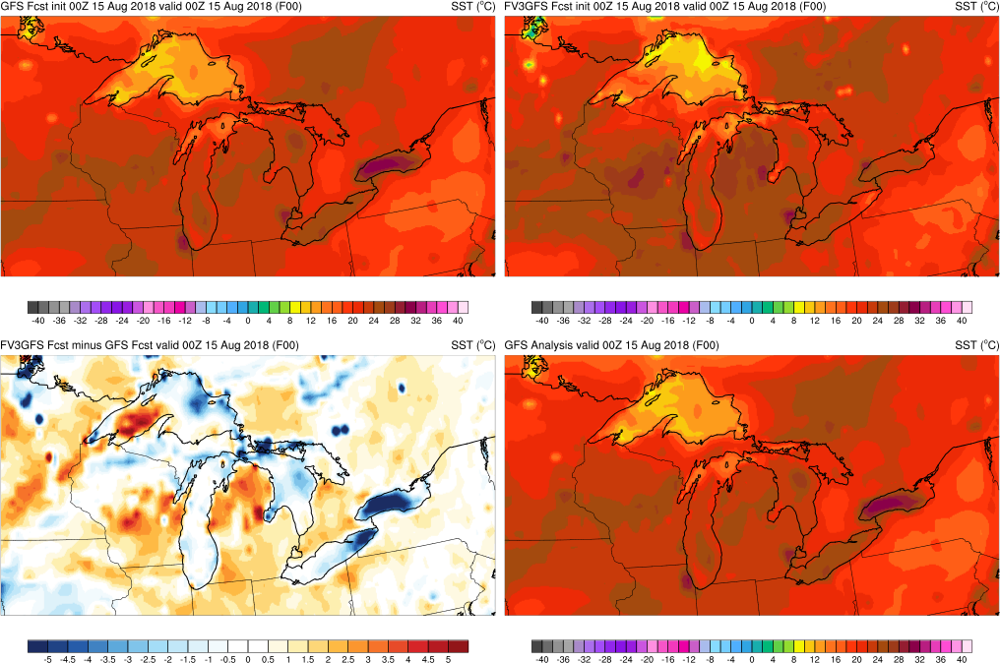 GFS Fcst init 00Z 15 Aug 2018 valid 00Z 15 Aug 2018 (F00) SST (°C)
FV3GFS Fcst init 00Z 15 Aug 2018 valid 00Z 15 Aug 2018 (F00) SST (°C)
-40 -36 -32 -28 -24 -20 -16 -12 -8 -4 0 4 8 12 16 20 24 28 32 36 40
-40 -36 -32 -28 -24 -20 -16 -12 -8 -4 0 4 8 12 16 20 24 28 32 36 40
FV3GFS Fcst minus GFS Fcst valid 00Z 15 Aug 2018 (F00) SST (°C)
GFS Analysis valid 00Z 15 Aug 2018 (F00) SST (°C)
-5 -4.5 -4 -3.5 -3 -2.5 -2 -1.5 -1 -0.5 0 0.5 1 1.5 2 2.5 3 3.5 4 4.5 5
-40 -36 -32 -28 -24 -20 -16 -12 -8 -4 0 4 8 12 16 20 24 28 32 36 40